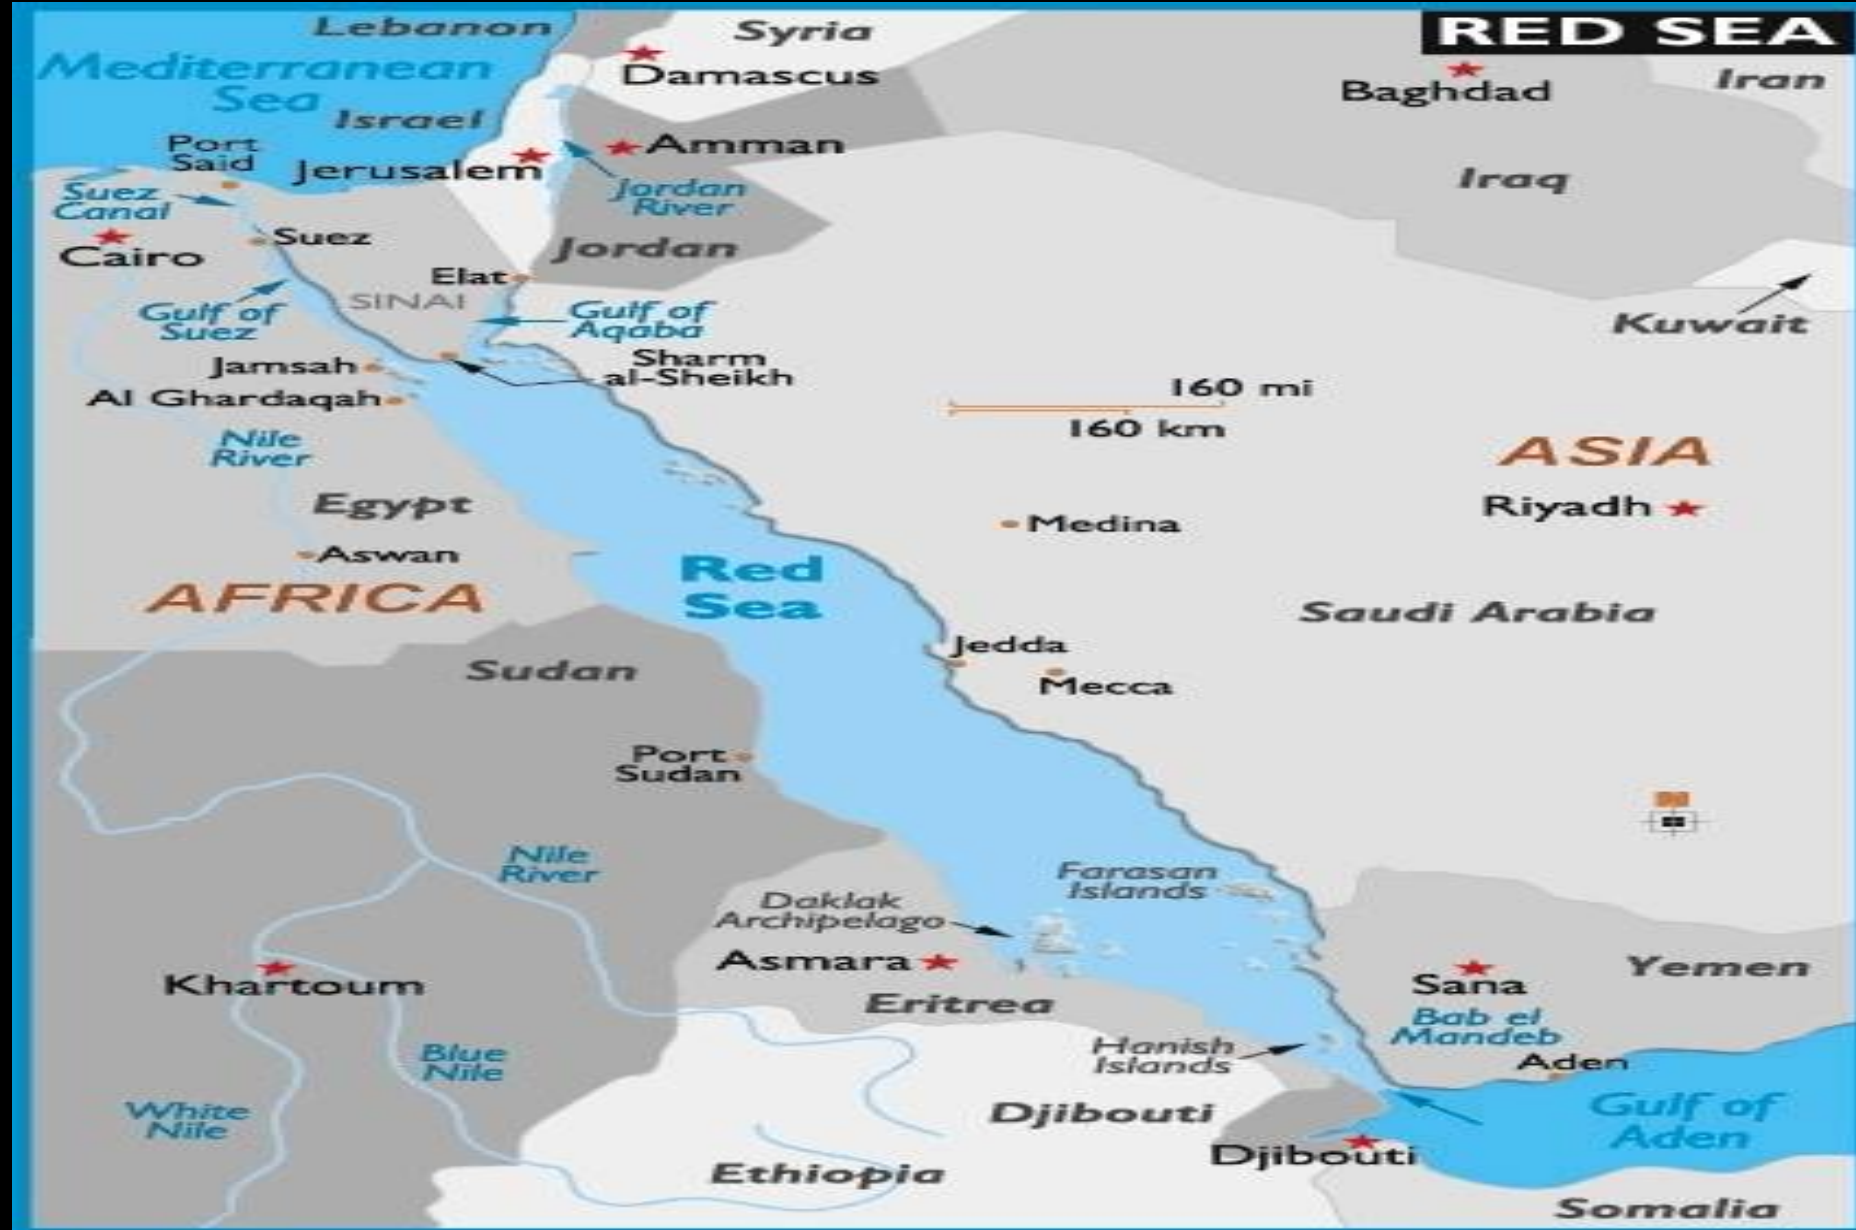 Lebanon
Syria
RED SEA
Mediterranean
Sea
Damascus
Baghdad
Iran
Israel
Port
Said
Jerusalem
Amman
Iraq
Suez
Canal
Jordan
River
Cairo
Suez
Jordan
Elat
SINAI
Gulf of
Suez
Gulf of
Aqaba
Kuwait
Jamsah
Sharm
al-Sheikh
Al Ghardaqah
160 mi
160 km
Nile
River
ASIA
Egypt
Riyadh
Medina
Aswan
AFRICA
Red
Sea
Saudi Arabia
Jedda
Mecca
Sudan
Port
Sudan
Nile
River
Farasan
Islands
Daklak
Archipelago
Asmara
Khartoum
Sana
Yemen
Eritrea
Bab el
Mandeb
Hanish
Islands
Aden
Blue
Nile
White
Nile
Djibouti
Gulf of
Aden
Djibouti
Ethiopia
Somalia